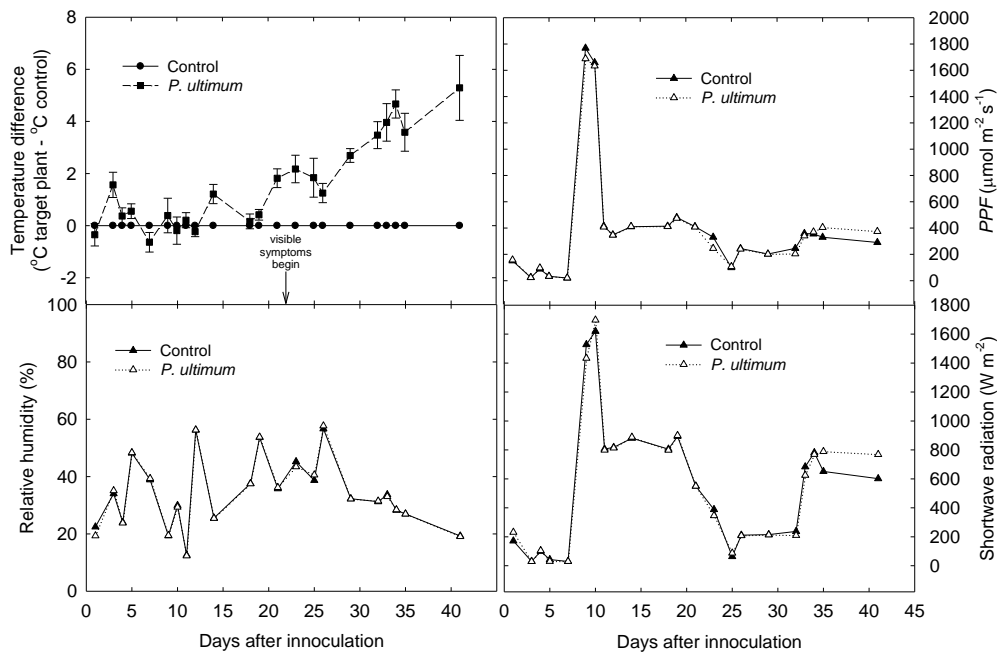 8
6
4
2
0
-2
Temperature difference
(°C target plant - °C control)
Control
P. ultimum
visible
symptoms
begin
2000
1800
1600
1400
1200
1000
800
600
400
200
0
PPF (μmol m-2 s-1)
Control
P. ultimum
100
80
60
40
20
0
Relative humidity (%)
Control
P. ultimum
0 5 10 15 20 25 30 35 40
Days after innoculation
1800
1600
1400
1200
1000
800
600
400
200
0
Shortwave radiation (W m-2)
Control
P. ultimum
0 5 10 15 20 25 30 35 40 45
Days after innoculation